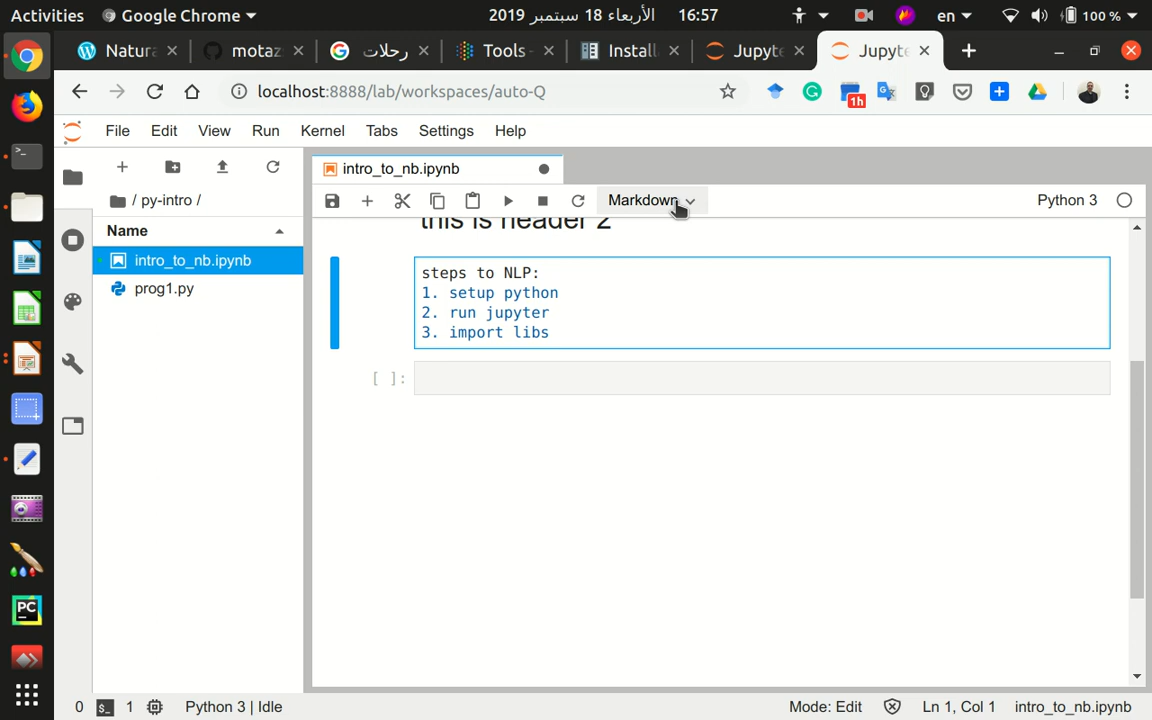 Activities Google Chrome 2019 الأربعاء 18 سبتمبر 16:57 en 100 %
Natura motaz رحلات Tools Install Jupyte Jupyte
localhost:8888/lab/workspaces/auto-Q 1h
File Edit View Run Kernel Tabs Settings Help
intro_to_nb.ipynb
/ py-intro / Markdown Python 3
Name
this is header 2
intro_to_nb.ipynb
prog1.py
steps to NLP:
1. setup python
2. run jupyter
3. import libs
[ ]:
PC
0 $_ 1 Python 3 | Idle Mode: Edit Ln 1, Col 1 intro_to_nb.ipynb